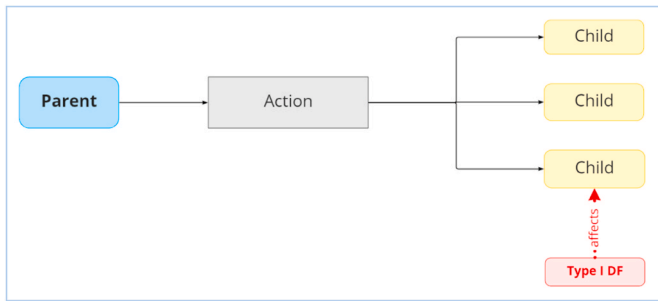 Child
Parent
Action
Child
Child
affects
Type I DF